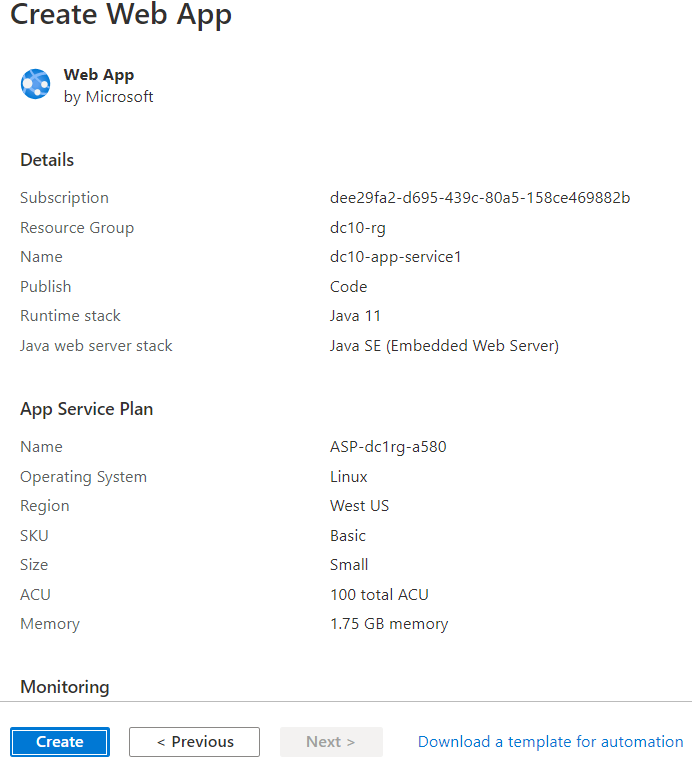 Create Web App
Web App
by Microsoft
Details
Subscription dee29fa2-d695-439c-80a5-158ce469882b
Resource Group dc10-rg
Name dc10-app-service1
Publish Code
Runtime stack Java 11
Java web server stack Java SE (Embedded Web Server)
App Service Plan
Name ASP-dc1rg-a580
Operating System Linux
Region West US
SKU Basic
Size Small
ACU 100 total ACU
Memory 1.75 GB memory
Monitoring
Create < Previous Next > Download a template for automation